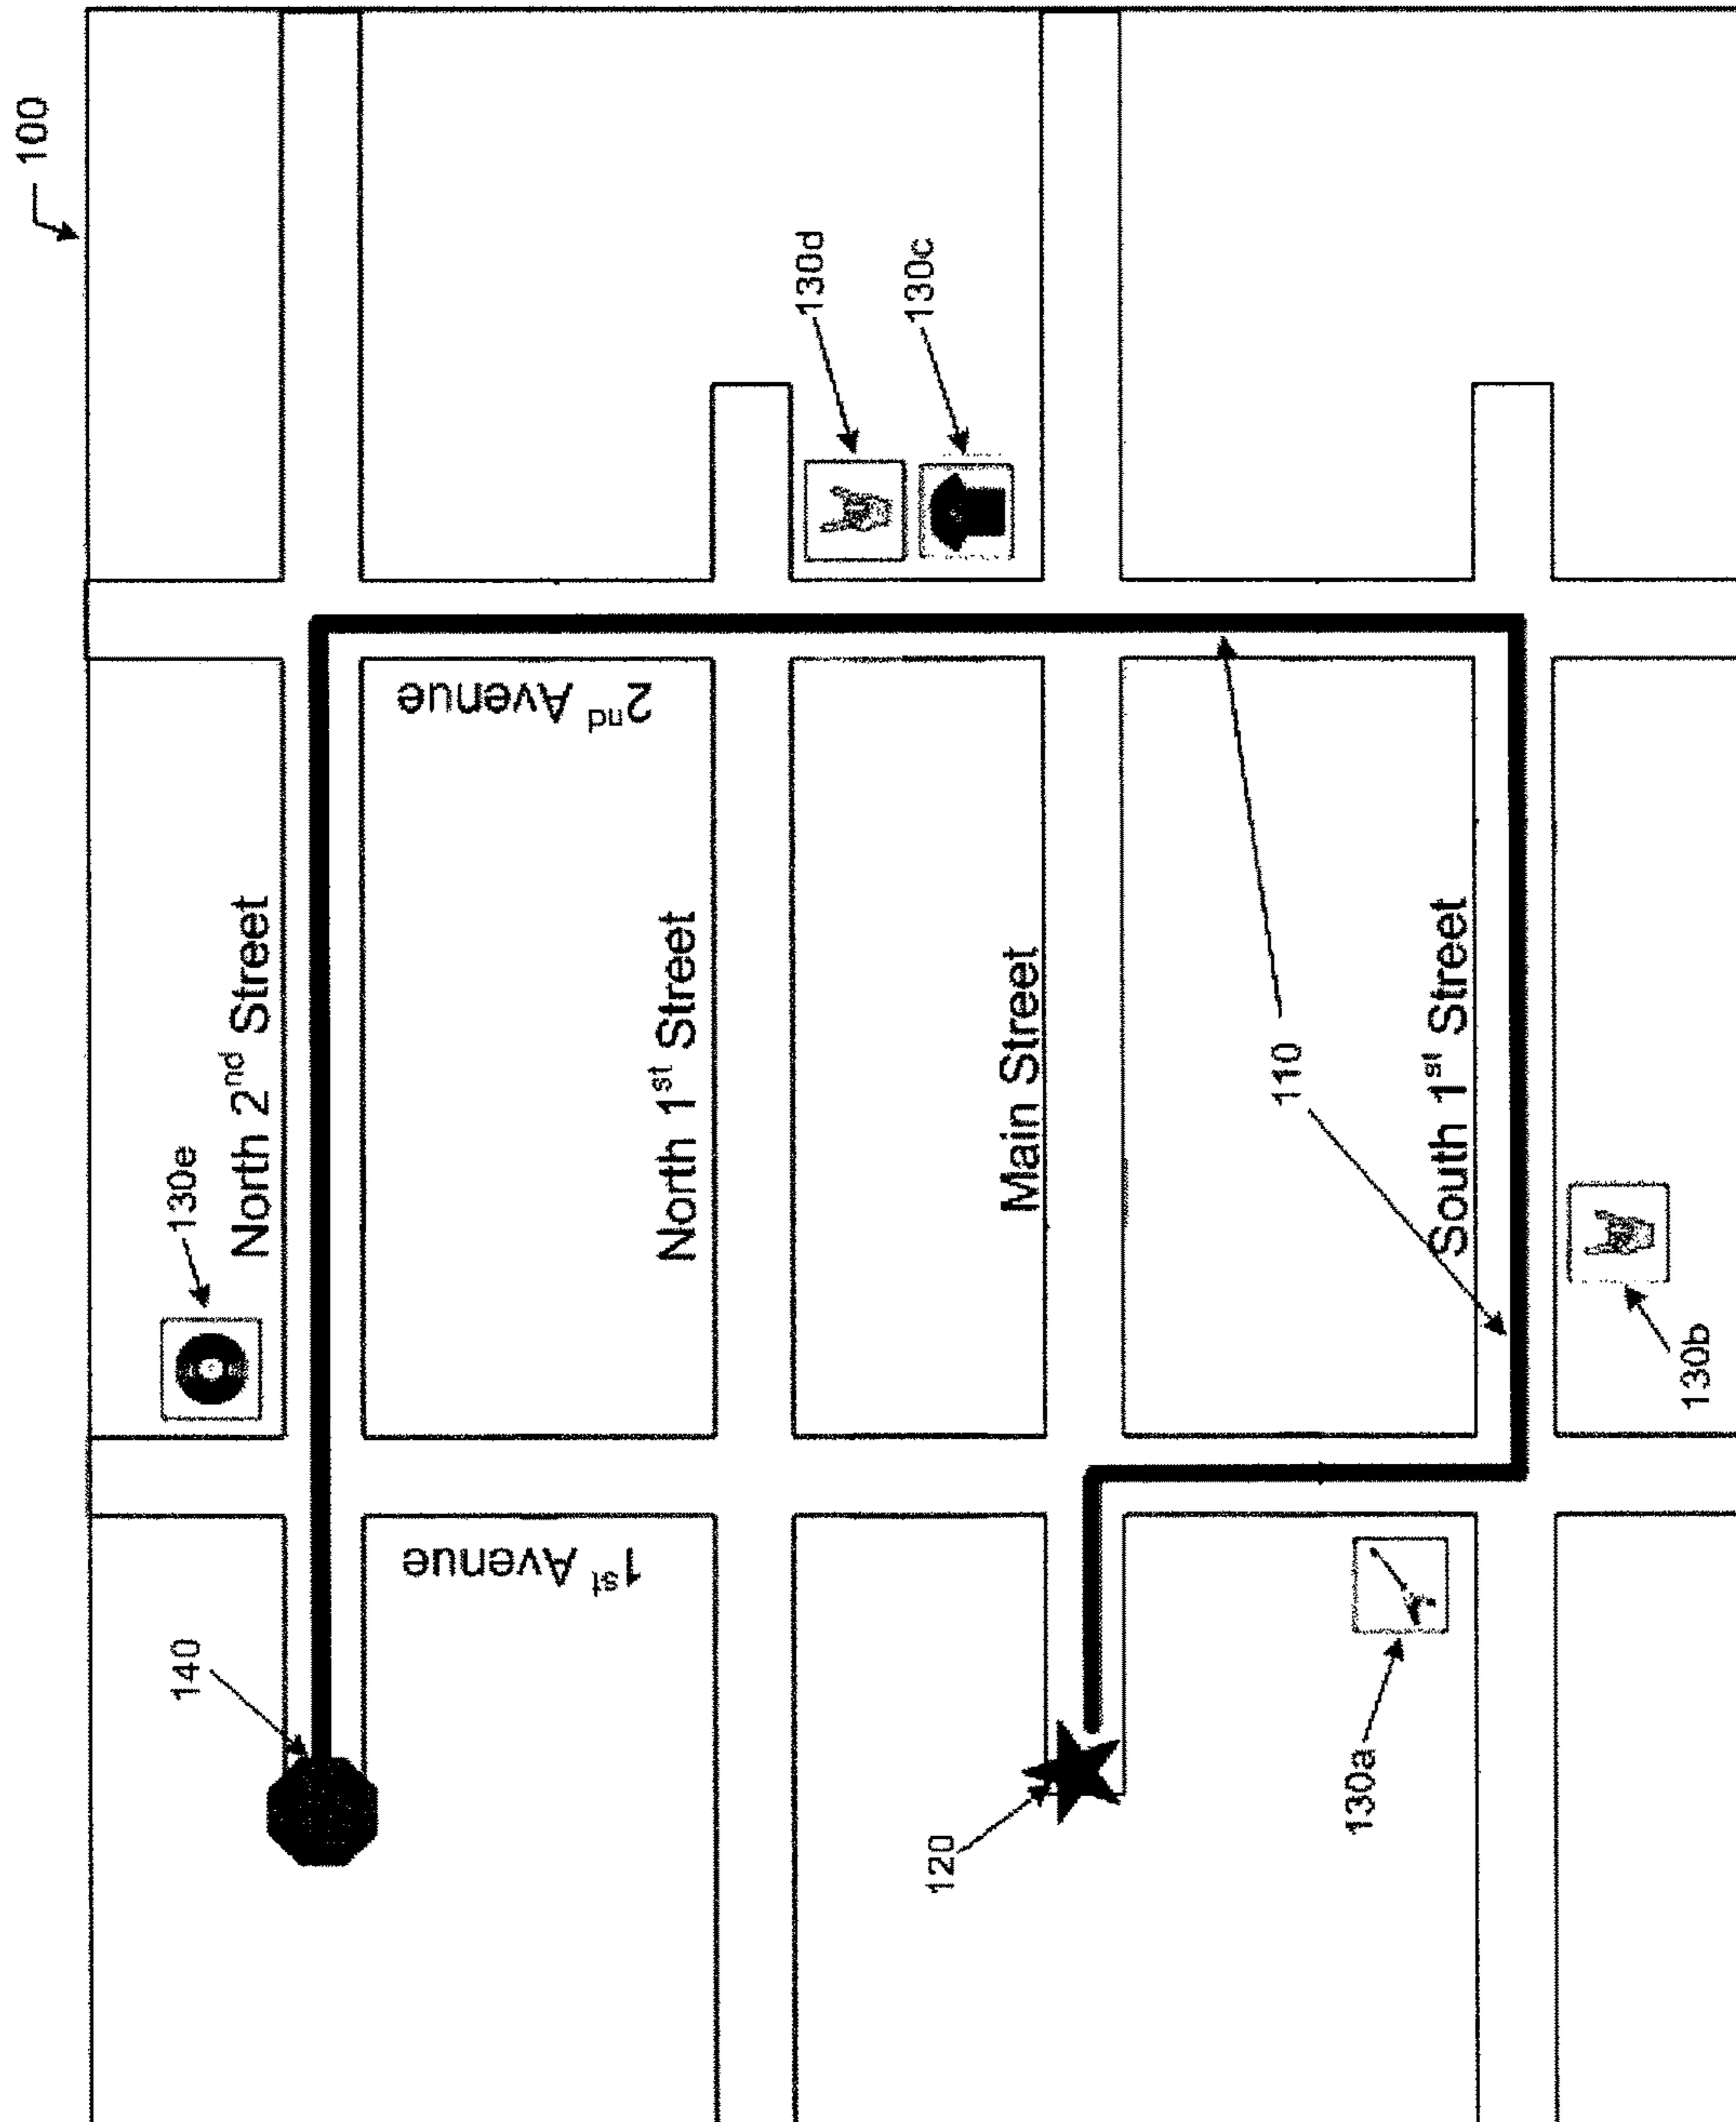 100
130e
North 2nd Street
140
1st Avenue
2nd Avenue
North 1st Street
130d
130c
120
Main Street
110
130a
South 1st Street
130b